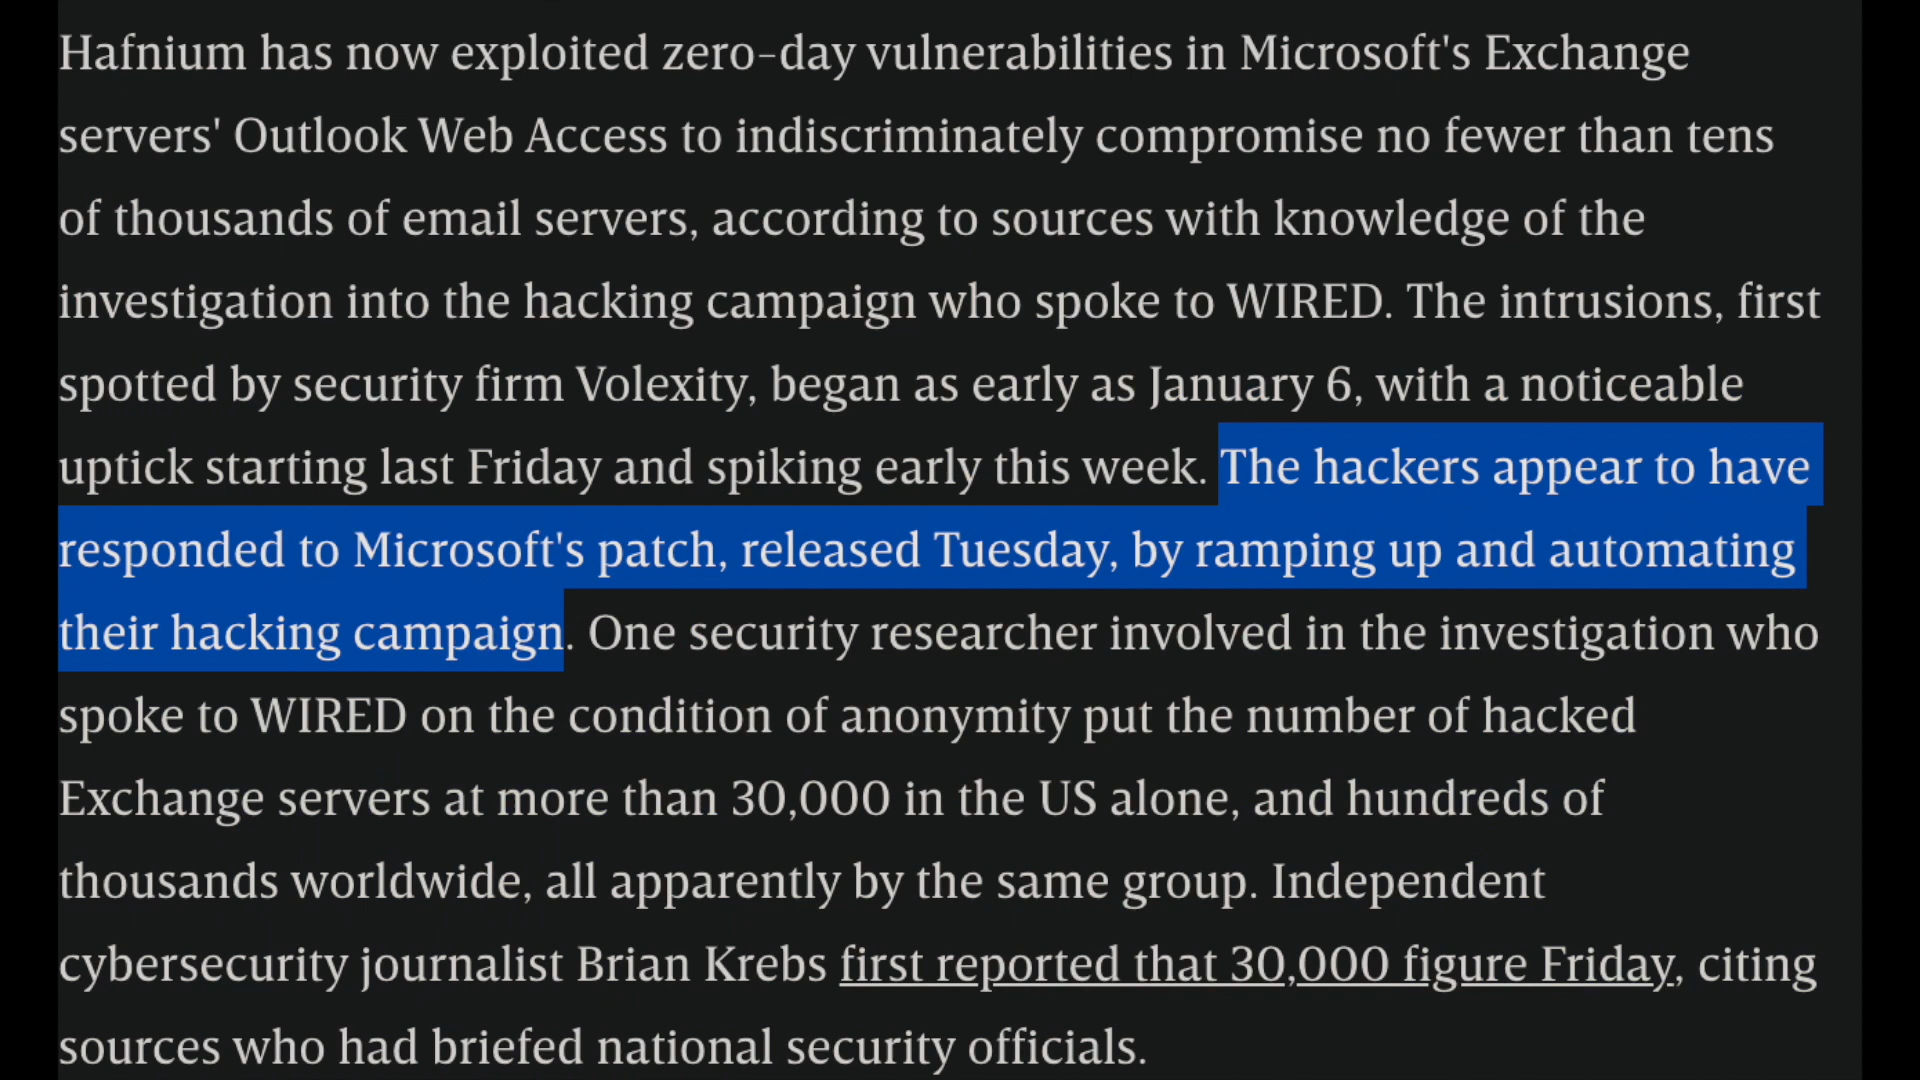 Hafnium has now exploited zero-day vulnerabilities in Microsoft's Exchange
servers' Outlook Web Access to indiscriminately compromise no fewer than tens
of thousands of email servers, according to sources with knowledge of the
investigation into the hacking campaign who spoke to WIRED. The intrusions, first
spotted by security firm Volexity, began as early as January 6, with a noticeable
uptick starting last Friday and spiking early this week. The hackers appear to have
responded to Microsoft's patch, released Tuesday, by ramping up and automating
their hacking campaign. One security researcher involved in the investigation who
spoke to WIRED on the condition of anonymity put the number of hacked
Exchange servers at more than 30,000 in the US alone, and hundreds of
thousands worldwide, all apparently by the same group. Independent
cybersecurity journalist Brian Krebs first reported that 30,000 figure Friday, citing
sources who had briefed national security officials.